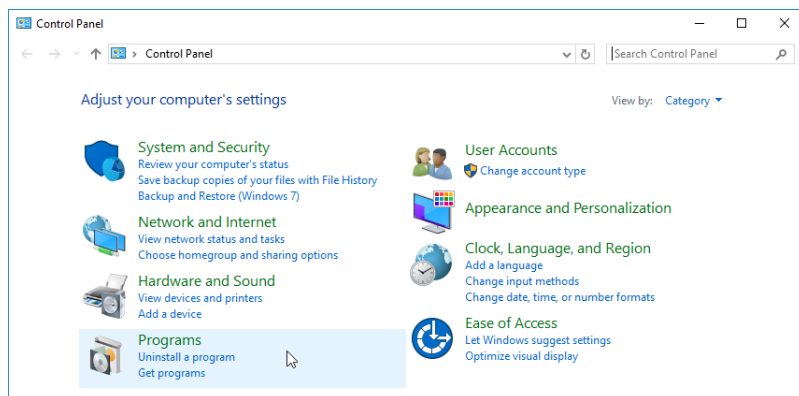 Control Panel
Control Panel
Search Control Panel
Adjust your computer's settings
View by: Category
System and Security
Review your computer's status
Save backup copies of your files with File History
Backup and Restore (Windows 7)
Network and Internet
View network status and tasks
Choose homegroup and sharing options
Hardware and Sound
View devices and printers
Add a device
Programs
Uninstall a program
Get programs
User Accounts
Change account type
Appearance and Personalization
Clock, Language, and Region
Add a language
Change input methods
Change date, time, or number formats
Ease of Access
Let Windows suggest settings
Optimize visual display